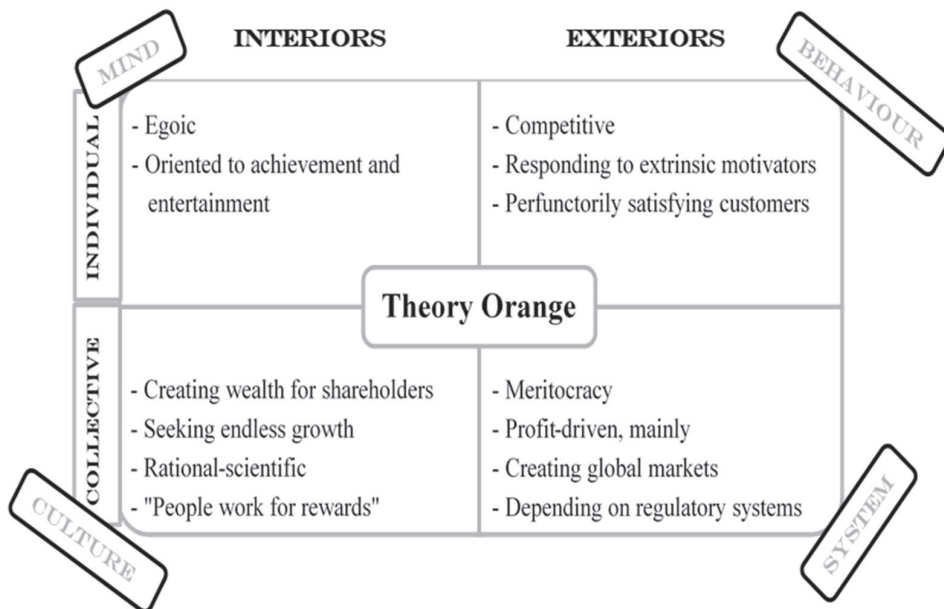 INTERIORS
EXTERIORS
MIND
BEHAVIOUR
INDIVIDUAL
- Egoic
- Oriented to achievement and
entertainment
- Competitive
- Responding to extrinsic motivators
- Perfunctorily satisfying customers
Theory Orange
COLLECTIVE
- Creating wealth for shareholders
- Seeking endless growth
- Rational-scientific
- "People work for rewards"
- Meritocracy
- Profit-driven, mainly
- Creating global markets
- Depending on regulatory systems
CULTURE
SYSTEM